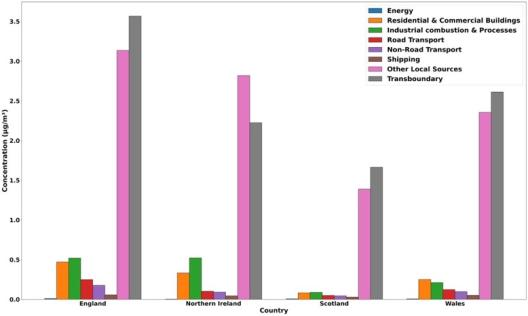 Energy
Residential & Commercial Buildings
Industrial combustion & Processes
Road Transport
Non-Road Transport
Shipping
Other Local Sources
Transboundary
Concentration (μg/m³)
3.5
3.0
2.5
2.0
1.5
1.0
0.5
0.0
England Northern Ireland Scotland Wales
Country